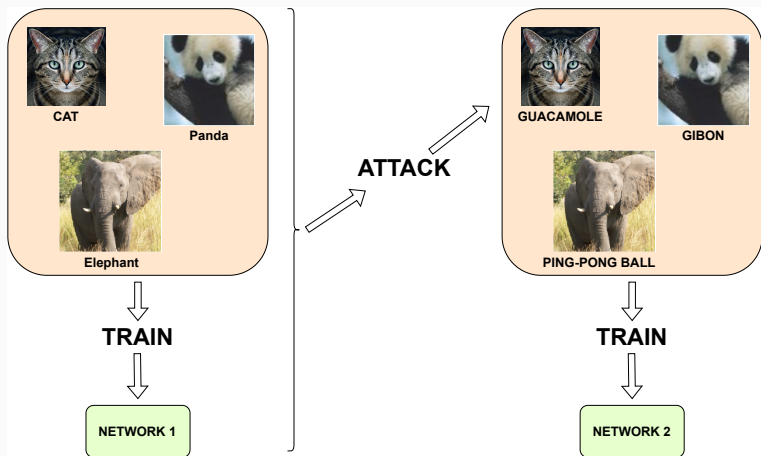 CAT
Panda
Elephant
TRAIN
NETWORK 1
ATTACK
GUACAMOLE
GIBON
PING-PONG BALL
TRAIN
NETWORK 2